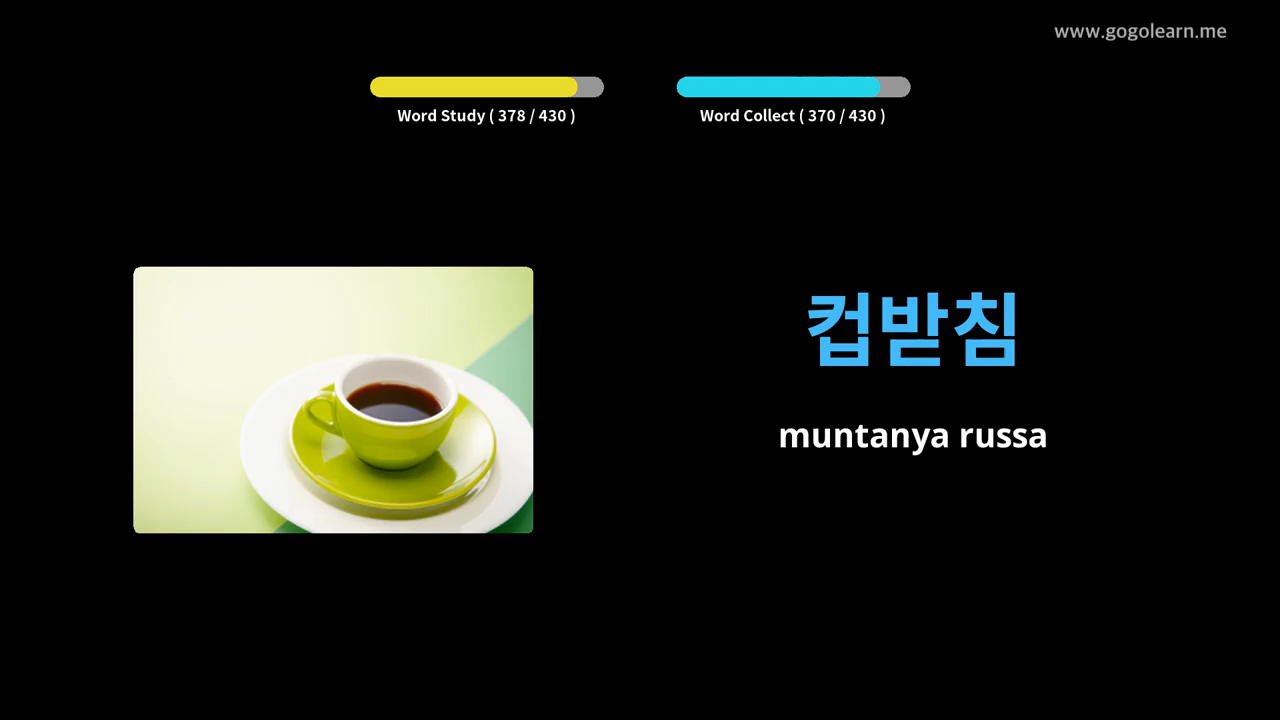 www.gogolearn.me
Word Study ( 378 / 430 )
Word Collect ( 370 / 430 )
컵받침
muntanya russa